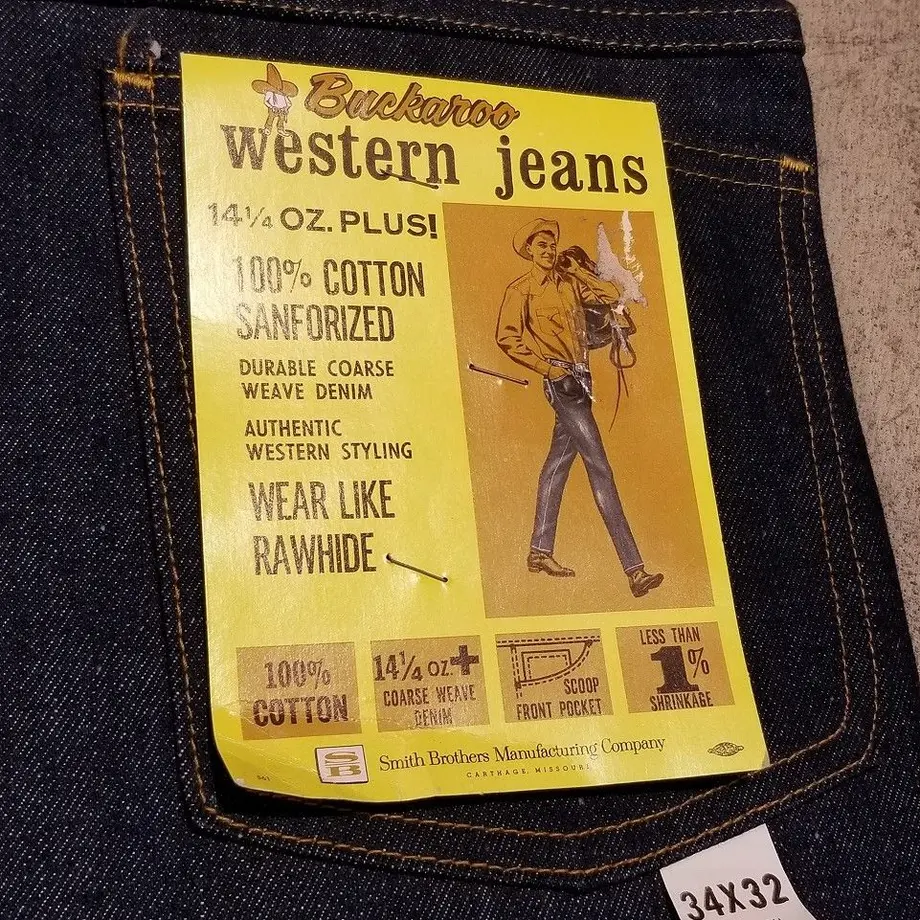 Buckaroo
western jeans
14¼ OZ. PLUS!
100% COTTON
SANFORIZED
DURABLE COARSE
WEAVE DENIM
AUTHENTIC
WESTERN STYLING
WEAR LIKE
RAWHIDE
100%
COTTON
14¼ OZ.+
COARSE WEAVE
DENIM
SCOOP
FRONT POCKET
LESS THAN
1%
SHRINKAGE
SB
Smith Brothers Manufacturing Company
CARTHAGE, MISSOURI
34X32